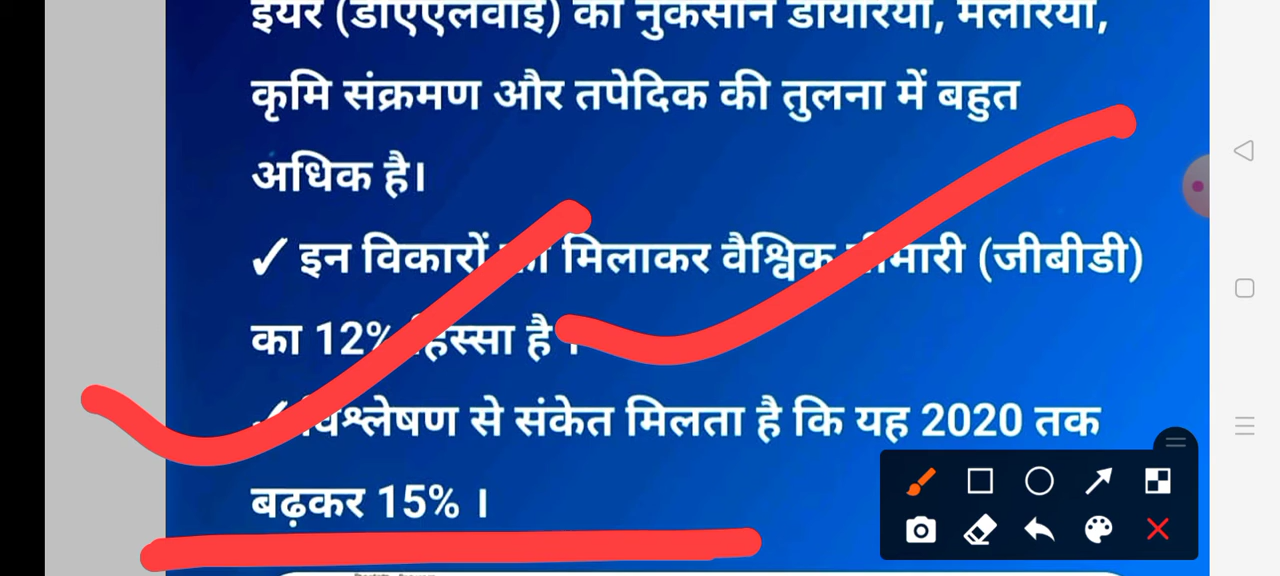 ईयर (डीएएलवाई) का नुकसान डायरिया, मलेरिया,
कृमि संक्रमण और तपेदिक की तुलना में बहुत
अधिक है।
✓ इन विकारों मिलाकर वैश्विक बीमारी (जीबीडी)
का 12% हिस्सा है ।
✓ विश्लेषण से संकेत मिलता है कि यह 2020 तक
बढ़कर 15% ।